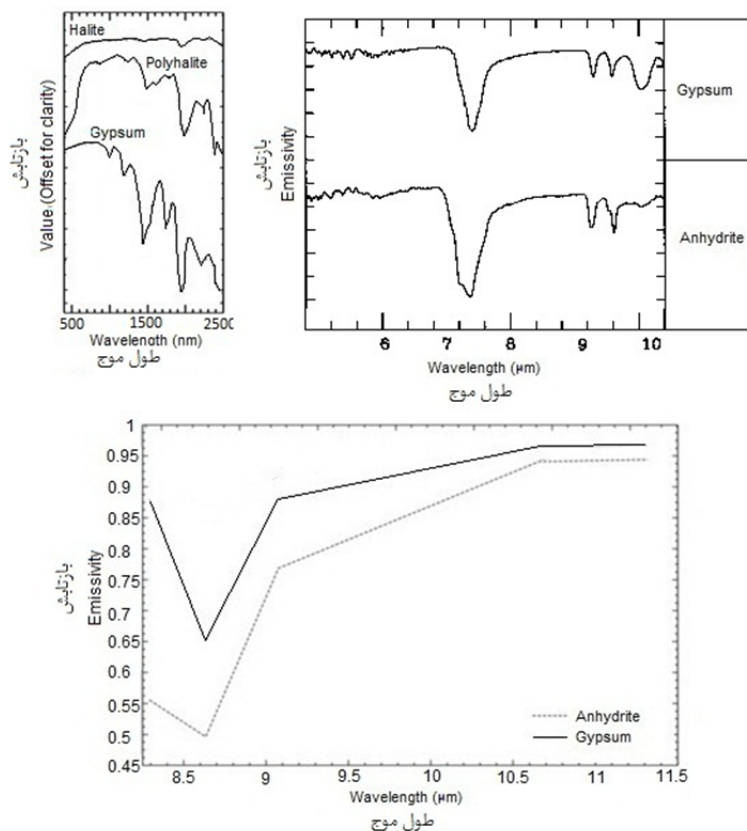 Halite
Polyhalite
Gypsum
بازتابش
Value (Offset for clarity)
500 1500 2500
Wavelength (nm)
طول موج
بازتابش
Emissivity
Gypsum
Anhydrite
6 7 8 9 10
Wavelength (µm)
طول موج
1
0.95
0.9
0.85
0.8
0.75
0.7
0.65
0.6
0.55
0.5
0.45
بازتابش
Emissivity
Anhydrite
Gypsum
8.5 9 9.5 10 10.5 11 11.5
Wavelength (µm)
طول موج